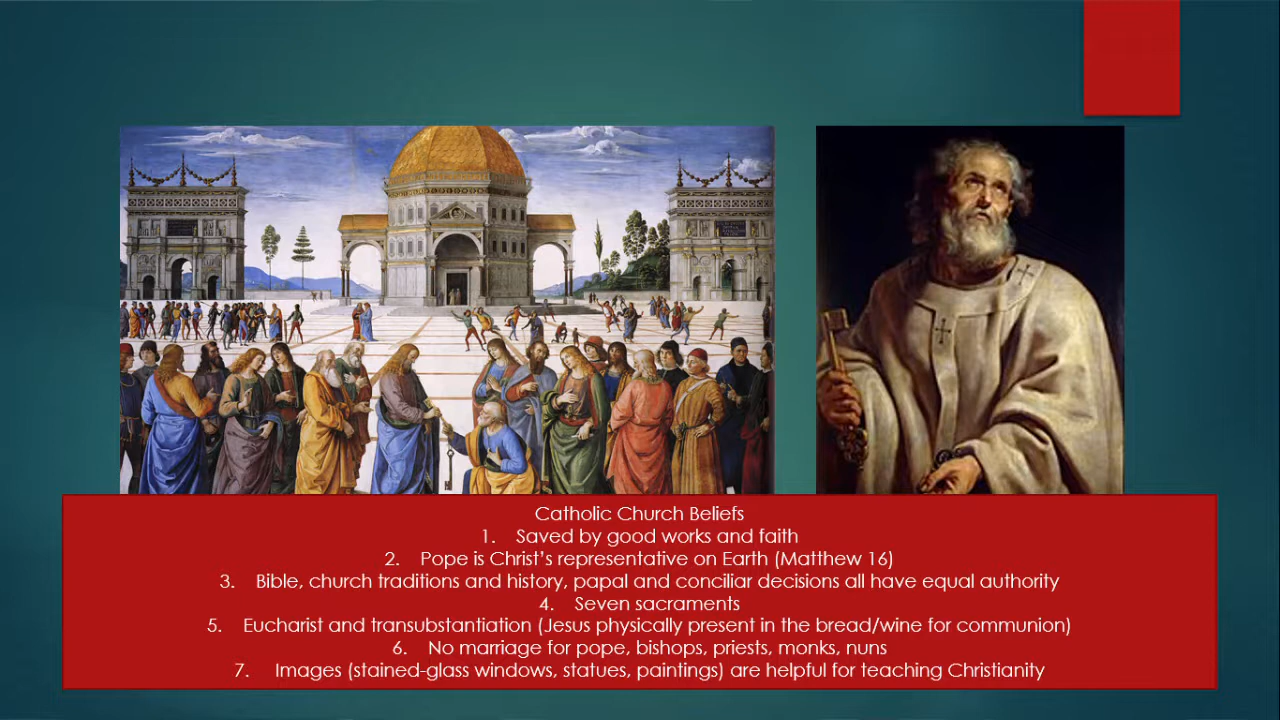 Catholic Church Beliefs
1. Saved by good works and faith
2. Pope is Christ's representative on Earth (Matthew 16)
3. Bible, church traditions and history, papal and conciliar decisions all have equal authority
4. Seven sacraments
5. Eucharist and transubstantiation (Jesus physically present in the bread/wine for communion)
6. No marriage for pope, bishops, priests, monks, nuns
7. Images (stained-glass windows, statues, paintings) are helpful for teaching Christianity